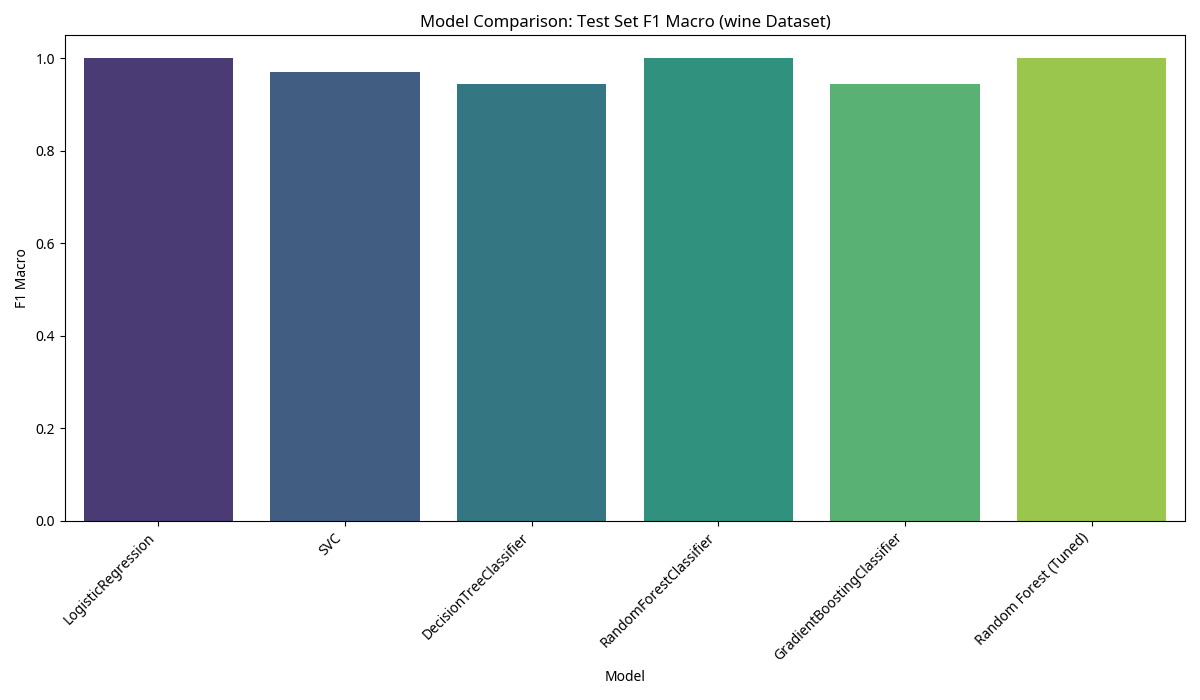 Model Comparison: Test Set F1 Macro (wine Dataset)
F1 Macro
1.0
0.8
0.6
0.4
0.2
0.0
LogisticRegression
SVC
DecisionTreeClassifier
RandomForestClassifier
GradientBoostingClassifier
Random Forest (Tuned)
Model